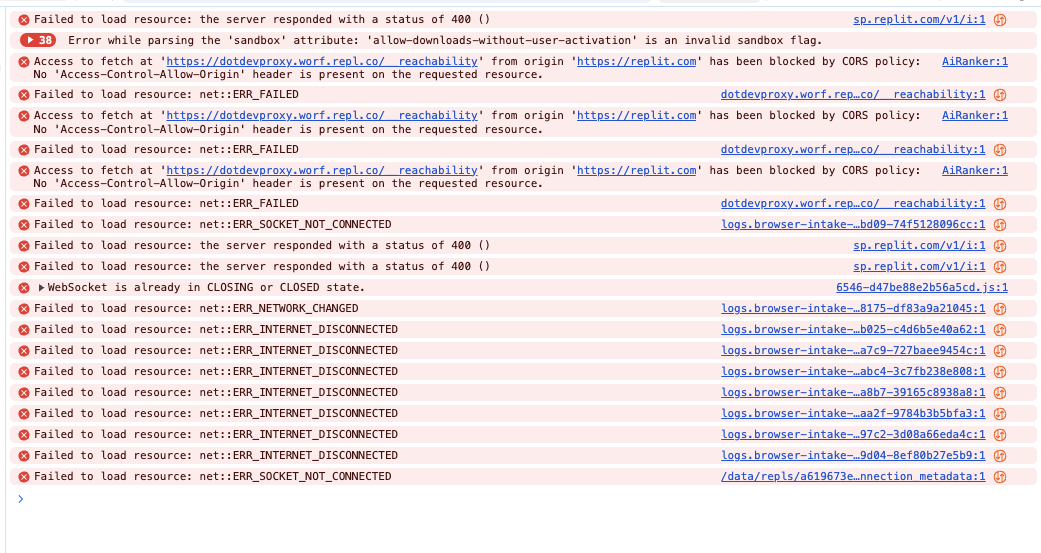 Failed to load resource: the server responded with a status of 400 () sp.replit.com/v1/i:1
38 Error while parsing the 'sandbox' attribute: 'allow-downloads-without-user-activation' is an invalid sandbox flag.
Access to fetch at 'https://dotdevproxy.worf.repl.co/__reachability' from origin 'https://replit.com' has been blocked by CORS policy: AiRanker:1
No 'Access-Control-Allow-Origin' header is present on the requested resource.
Failed to load resource: net::ERR_FAILED dotdevproxy.worf.rep…co/__reachability:1
Access to fetch at 'https://dotdevproxy.worf.repl.co/__reachability' from origin 'https://replit.com' has been blocked by CORS policy: AiRanker:1
No 'Access-Control-Allow-Origin' header is present on the requested resource.
Failed to load resource: net::ERR_FAILED dotdevproxy.worf.rep…co/__reachability:1
Access to fetch at 'https://dotdevproxy.worf.repl.co/__reachability' from origin 'https://replit.com' has been blocked by CORS policy: AiRanker:1
No 'Access-Control-Allow-Origin' header is present on the requested resource.
Failed to load resource: net::ERR_FAILED dotdevproxy.worf.rep…co/__reachability:1
Failed to load resource: net::ERR_SOCKET_NOT_CONNECTED logs.browser-intake-…bd09-74f5128096cc:1
Failed to load resource: the server responded with a status of 400 () sp.replit.com/v1/i:1
Failed to load resource: the server responded with a status of 400 () sp.replit.com/v1/i:1
WebSocket is already in CLOSING or CLOSED state. 6546-d47be88e2b56a5cd.js:1
Failed to load resource: net::ERR_NETWORK_CHANGED logs.browser-intake-…8175-df83a9a21045:1
Failed to load resource: net::ERR_INTERNET_DISCONNECTED logs.browser-intake-…b025-c4d6b5e40a62:1
Failed to load resource: net::ERR_INTERNET_DISCONNECTED logs.browser-intake-…a7c9-727baee9454c:1
Failed to load resource: net::ERR_INTERNET_DISCONNECTED logs.browser-intake-…abc4-3c7fb238e808:1
Failed to load resource: net::ERR_INTERNET_DISCONNECTED logs.browser-intake-…a8b7-39165c8938a8:1
Failed to load resource: net::ERR_INTERNET_DISCONNECTED logs.browser-intake-…aa2f-9784b3b5bfa3:1
Failed to load resource: net::ERR_INTERNET_DISCONNECTED logs.browser-intake-…97c2-3d08a66eda4c:1
Failed to load resource: net::ERR_INTERNET_DISCONNECTED logs.browser-intake-…9d04-8ef80b27e5b9:1
Failed to load resource: net::ERR_SOCKET_NOT_CONNECTED /data/repls/a619673e…nnection_metadata:1